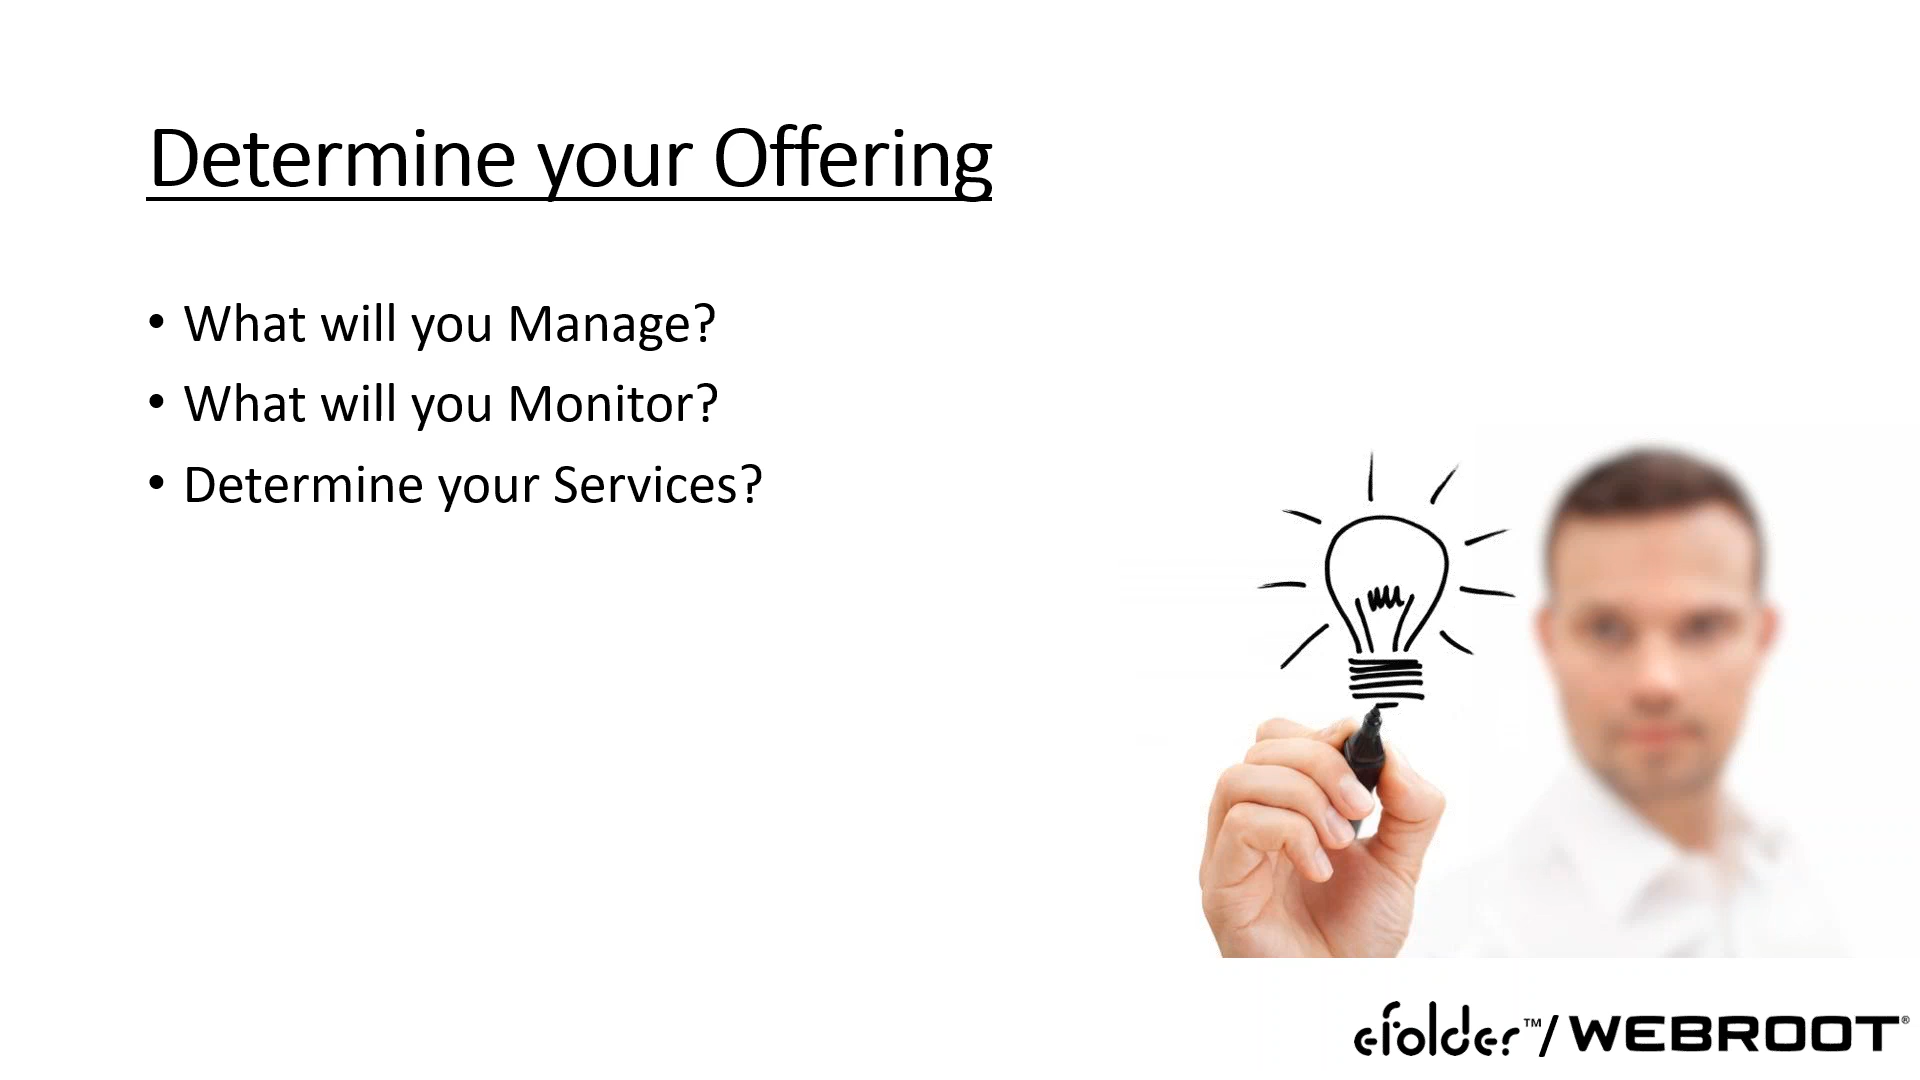 Determine your Offering
• What will you Manage?
• What will you Monitor?
• Determine your Services?
efolder™/WEBROOT®